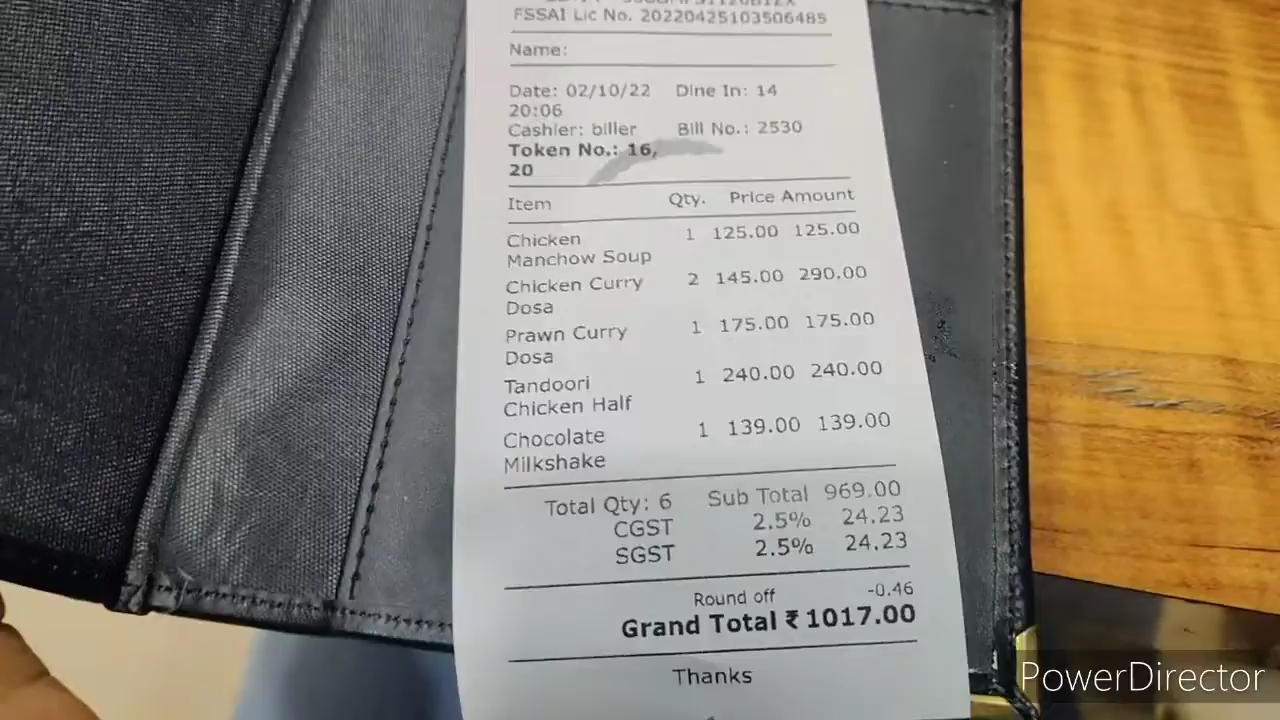 FSSAI Lic No. 20220425103506485
Name:
Date: 02/10/22 Dine In: 14
20:06
Cashier: biller Bill No.: 2530
Token No.: 16,
20
Item Qty. Price Amount
Chicken 1 125.00 125.00
Manchow Soup
Chicken Curry 2 145.00 290.00
Dosa
Prawn Curry 1 175.00 175.00
Dosa
Tandoori 1 240.00 240.00
Chicken Half
Chocolate 1 139.00 139.00
Milkshake
Total Qty: 6 Sub Total 969.00
CGST 2.5% 24.23
SGST 2.5% 24.23
Round off -0.46
Grand Total ₹ 1017.00
Thanks
PowerDirector